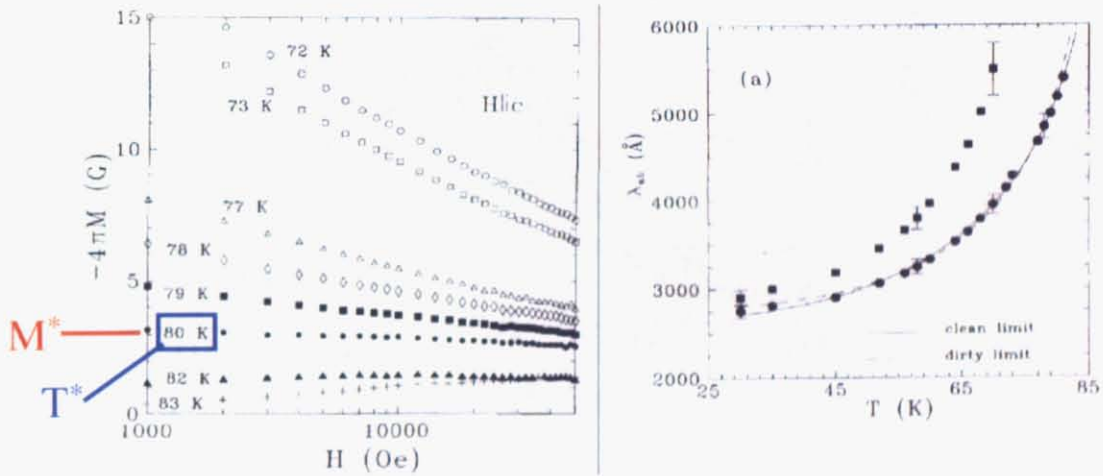 15
72 K
73 K
H∥c
10
-4πM (G)
77 K
78 K
5
79 K
M*
80 K
T*
82 K
83 K
0
1000
10000
H (Oe)
6000
(a)
5000
λab (Å)
4000
3000
clean limit
dirty limit
2000
25
45
65
85
T (K)